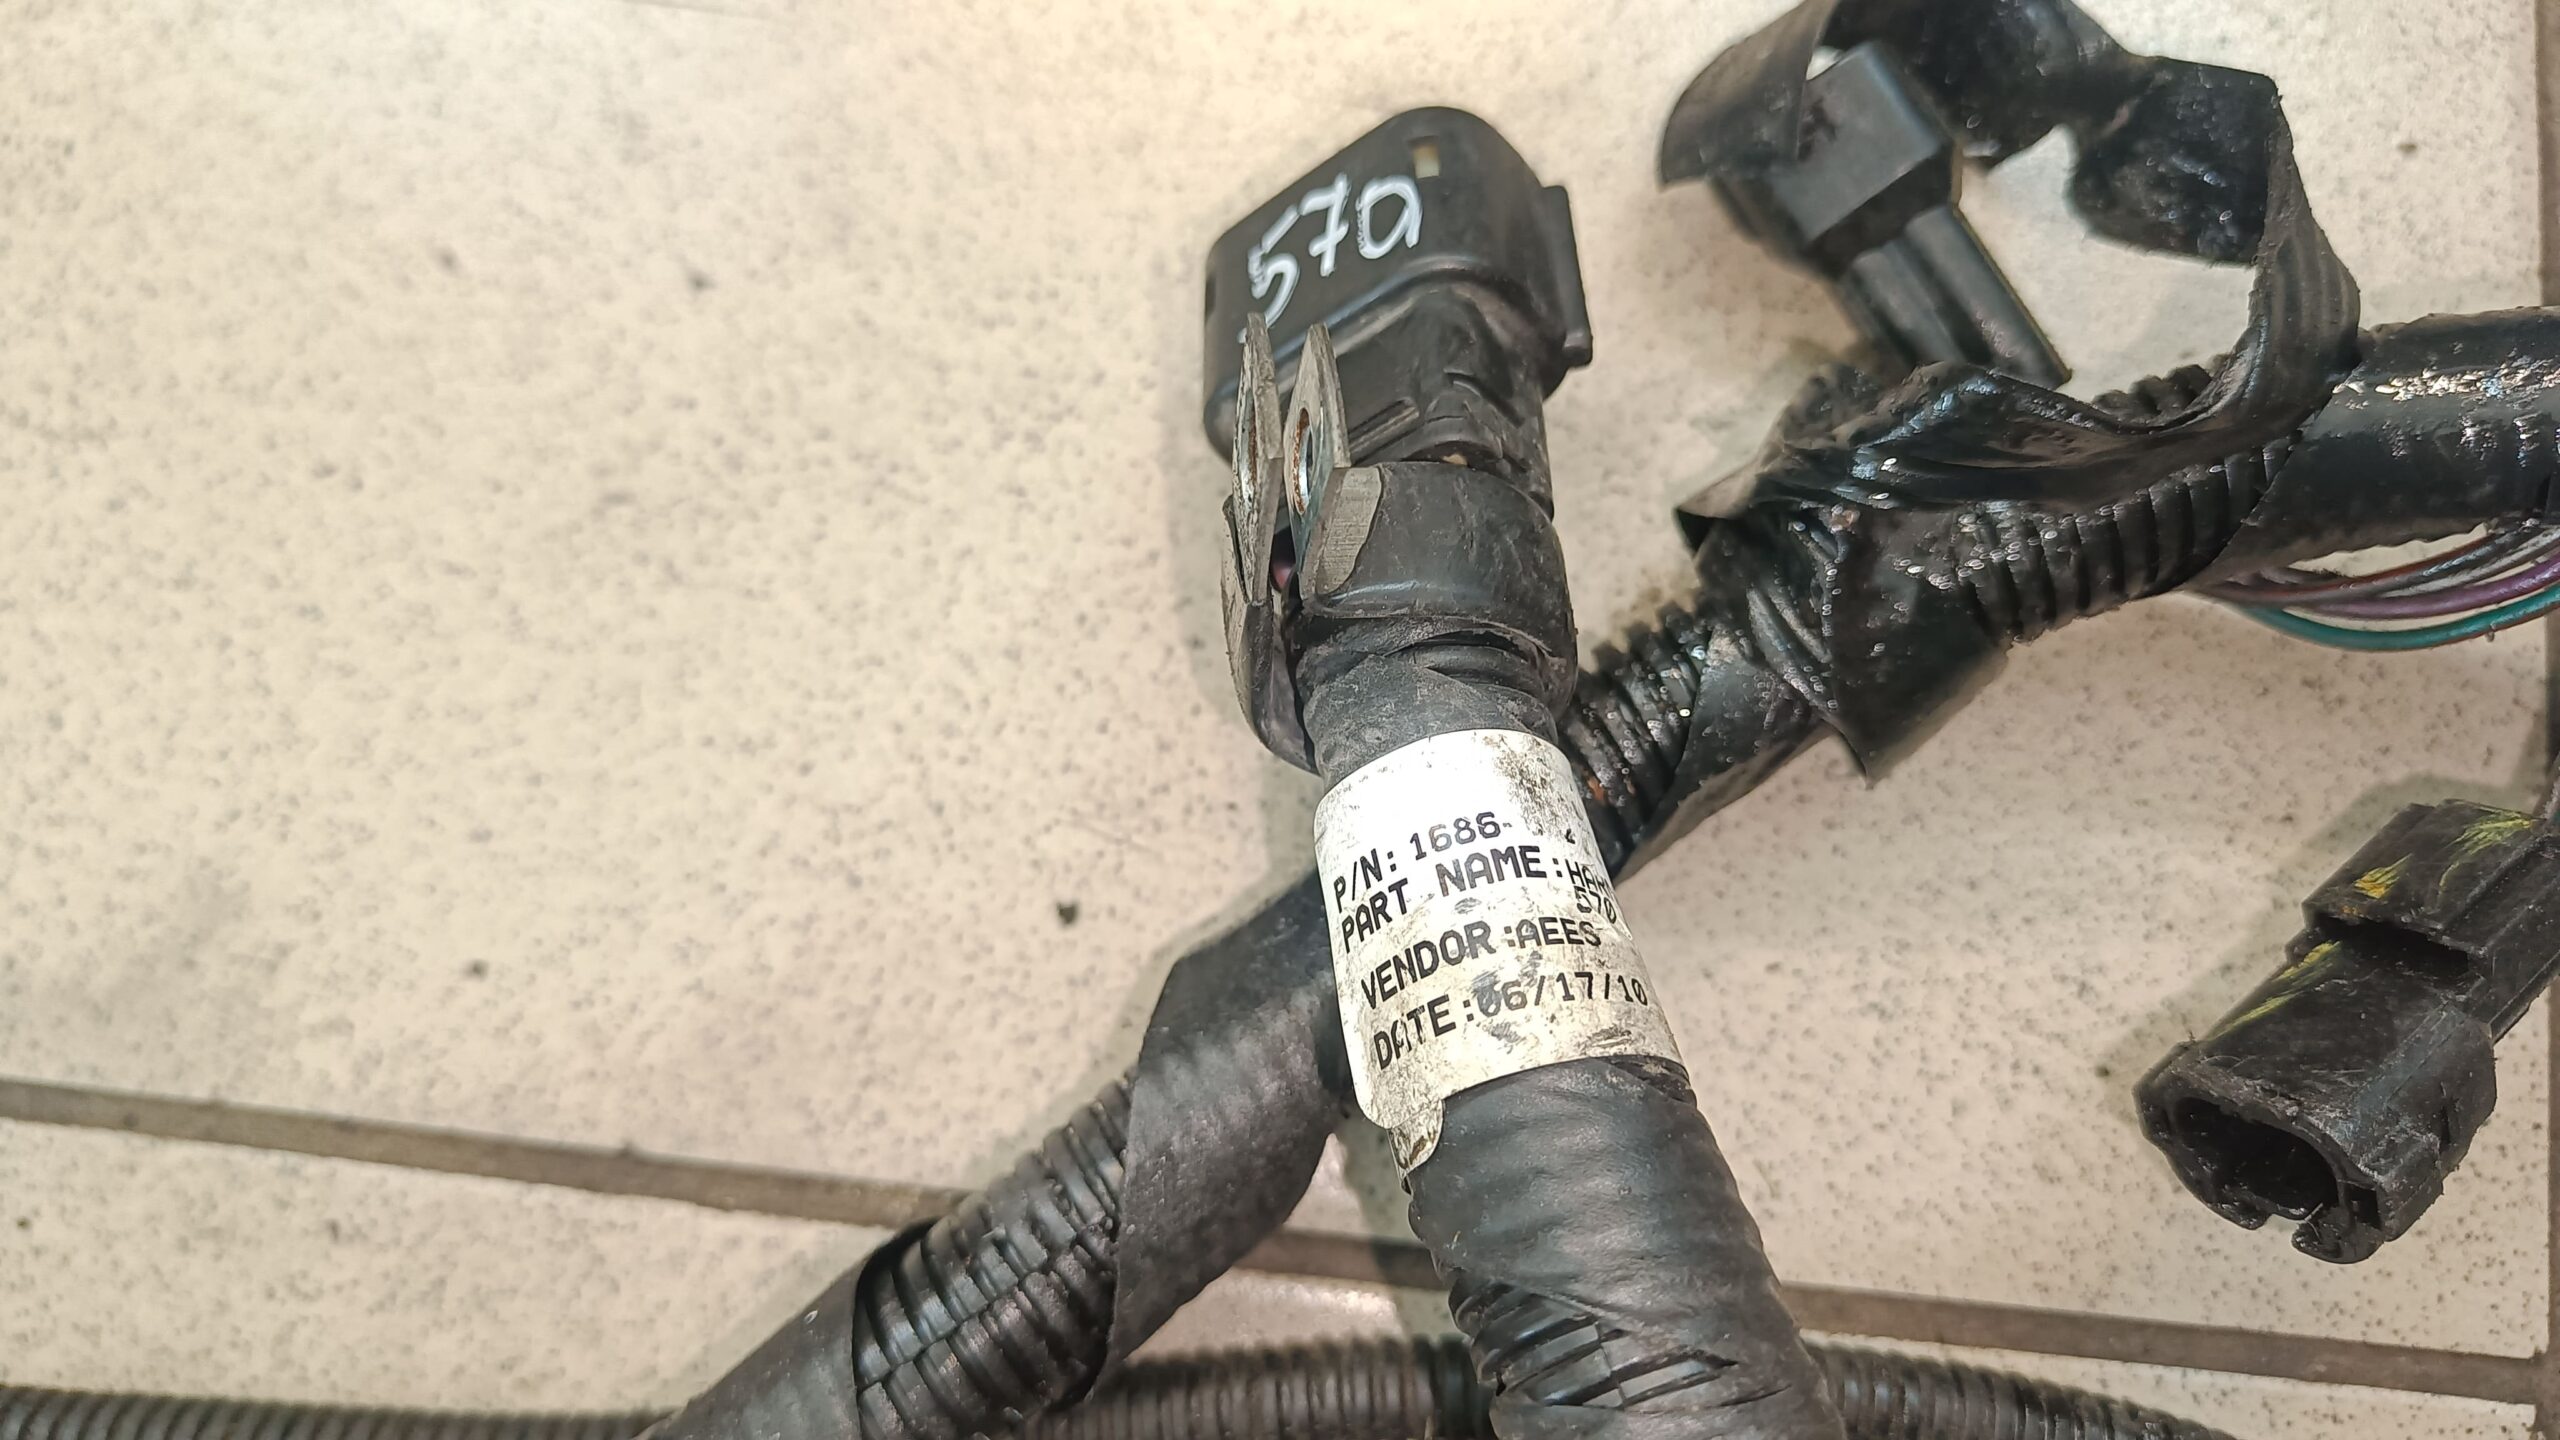 570
P/N: 1686-
PART NAME:
570
VENDOR:AEES
DATE:06/17/10